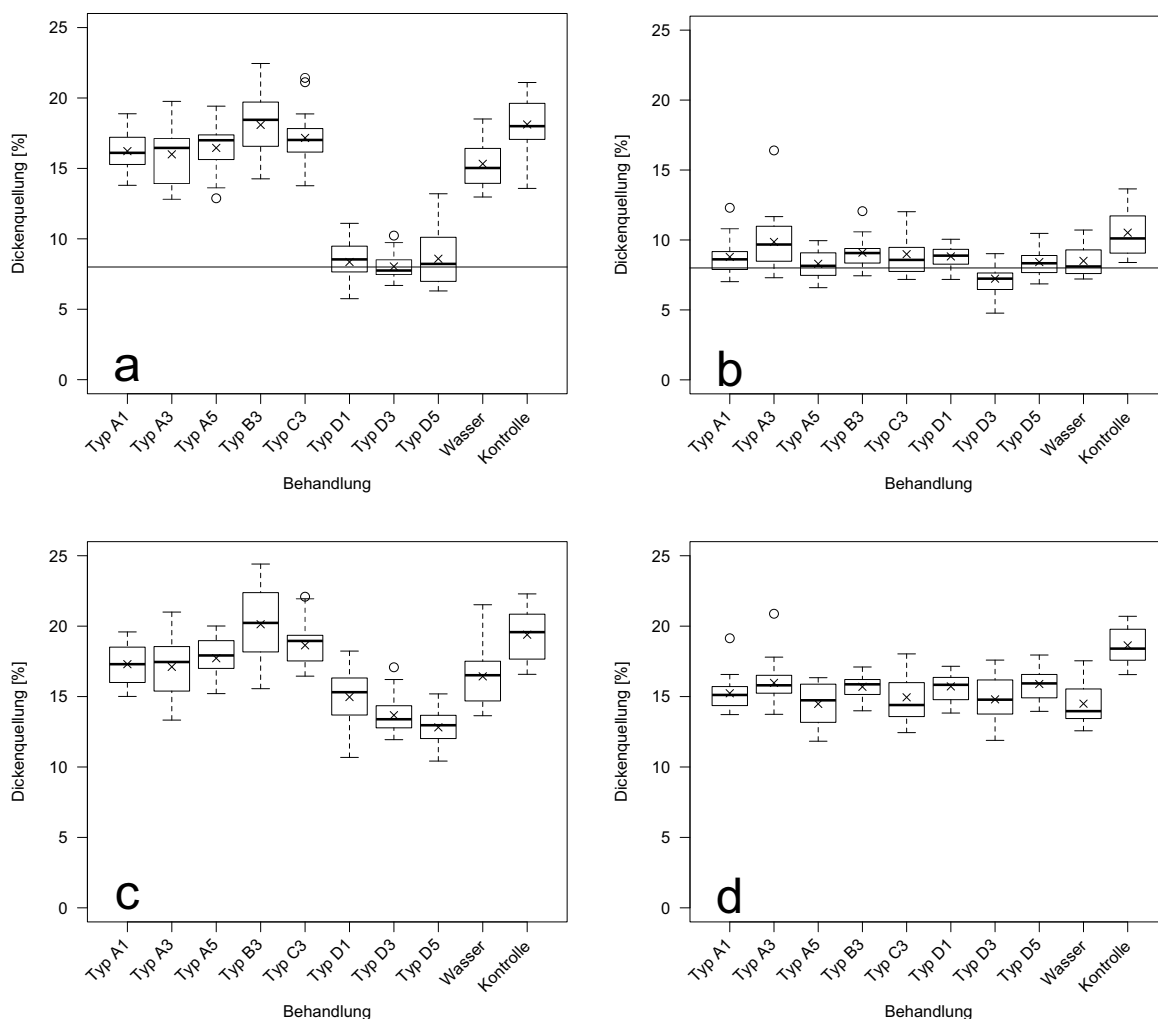 25
20
15
10
5
0
Dickenquellung [%]
a
Typ A1
Typ A3
Typ A5
Typ B3
Typ C3
Typ D1
Typ D3
Typ D5
Wasser
Kontrolle
Behandlung
25
20
15
10
5
0
Dickenquellung [%]
b
Typ A1
Typ A3
Typ A5
Typ B3
Typ C3
Typ D1
Typ D3
Typ D5
Wasser
Kontrolle
Behandlung
25
20
15
10
5
0
Dickenquellung [%]
c
Typ A1
Typ A3
Typ A5
Typ B3
Typ C3
Typ D1
Typ D3
Typ D5
Wasser
Kontrolle
Behandlung
25
20
15
10
5
0
Dickenquellung [%]
d
Typ A1
Typ A3
Typ A5
Typ B3
Typ C3
Typ D1
Typ D3
Typ D5
Wasser
Kontrolle
Behandlung